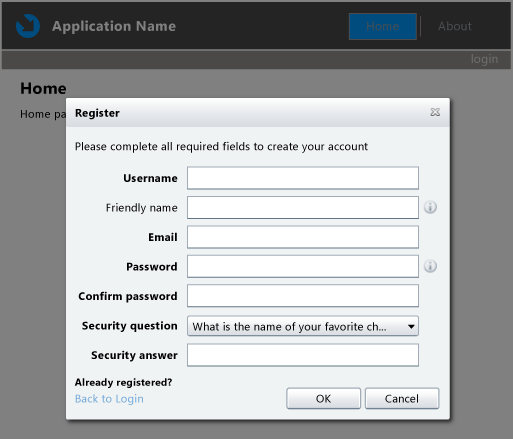 Application Name
Home
About
login
Home
Home pa
Register
Please complete all required fields to create your account
Username
Friendly name
Email
Password
Confirm password
Security question What is the name of your favorite ch...
Security answer
Already registered?
Back to Login
OK
Cancel